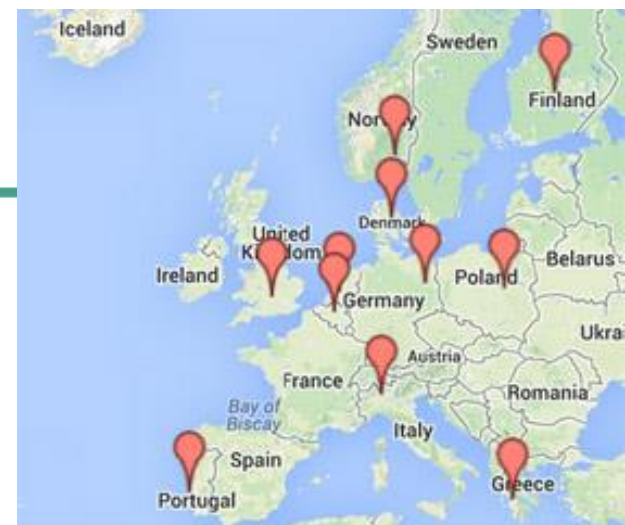 Iceland
Sweden
Finland
Norway
Denmark
United
Kingdom
Ireland
Belarus
Poland
Germany
Ukra
Austria
France
Romania
Bay of
Biscay
Italy
Spain
Greece
Portugal